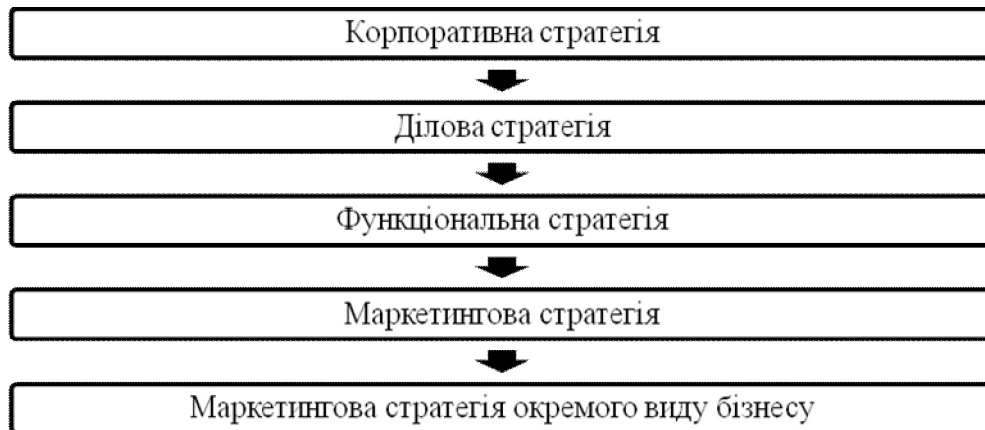 Корпоративна стратегія
Ділова стратегія
Функціональна стратегія
Маркетингова стратегія
Маркетингова стратегія окремого виду бізнесу